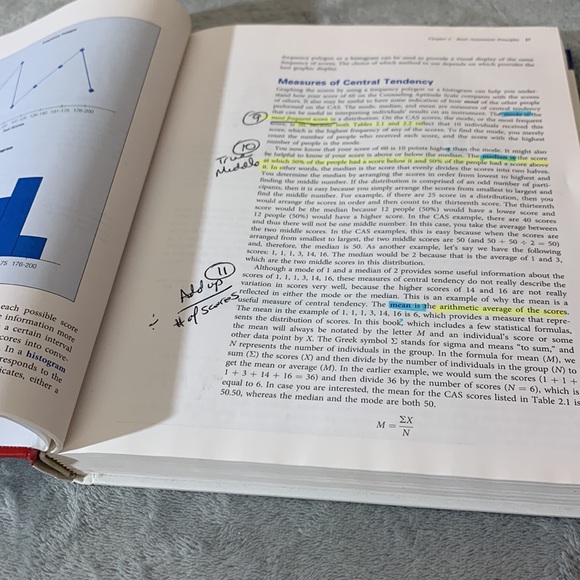 Chapter 2 Basic Assessment Principles 27
frequency polygon or a histogram can be used to provide a visual display of the same
frequency of scores. The choice of which method to use depends on which provides the
best graphic display.
Measures of Central Tendency
Graphing the scores by using a frequency polygon or a histogram can help you under-
stand how your score of 60 on the Counseling Aptitude Scale compares with the scores
of others. It also may be useful to have some indication of how most of the other people
performed on the CAS. The mode, median, and mean are measures of central tendency
that can be useful in interpreting individuals' results on an instrument. The mode is the
most frequent score in a distribution. On the CAS scores, the mode, or the most frequent
both Tables 2.1 and 2.2 reflect that 10 individuals received this
score, which is the highest frequency of any of the scores. To find the mode, you merely
count the number of people who received each score, and the score with the highest
number of people is the mode.
You now know that your score of 60 is 10 points higher than the mode. It might also
be helpful to know if your score is above or below the median. The median is the score
at which 50% of the people had a score below it and 50% of the people had a score above
it. In other words, the median is the score that evenly divides the scores into two halves.
You determine the median by arranging the scores in order from lowest to highest and
finding the middle number. If the distribution is comprised of an odd number of parti-
cipants, then it is easy because you simply arrange the scores from smallest to largest and
find the middle number. For example, if there are 25 score in a distribution, then you
would arrange the scores in order and then count to the thirteenth score. The thirteenth
score would be the median because 12 people (50%) would have a lower score and
12 people (50%) would have a higher score. On the CAS example, there are 40 scores
and thus there will not be one middle number. In this case, you take the average between
the two middle scores. In the CAS examples, this is easy because when the scores are
arranged from smallest to largest, the two middle scores are 50 (and 50 + 50 ÷ 2 = 50)
and, therefore, the median is 50. As another example, let's say we have the following
scores: 1, 1, 1, 3, 14, 16. The median would be 2 because that is the average of 1 and 3,
which are the two middle scores in this distribution.
Although a mode of 1 and a median of 2 provides some useful information about the
scores of 1, 1, 1, 3, 14, 16, these measures of central tendency do not really describe the
variation in scores very well, because the higher scores of 14 and 16 are not really
reflected in either the mode or the median. This is an example of why the mean is a
useful measure of central tendency. The mean is the arithmetic average of the scores.
The mean in the example of 1, 1, 1, 3, 14, 16 is 6, which provides a measure that repre-
sents the distribution of scores. In this book, which includes a few statistical formulas,
the mean will always be notated by the letter M and an individual's score or some
other data point by X. The Greek symbol Σ stands for sigma and means "to sum," and
N represents the number of individuals in the group. In the formula for mean (M), we
sum (Σ) the scores (X) and then divide by the number of individuals in the group (N) to
get the mean or average (M). In the earlier example, we would sum the scores (1 + 1 +
1 + 3 + 14 + 16 = 36) and then divide 36 by the number of scores (N = 6), which is
equal to 6. In case you are interested, the mean for the CAS scores listed in Table 2.1 is
50.50, whereas the median and the mode are both 50.
M = ΣX
N
9
10
True
Middle
11
Add up
# of scores
176-200
75 176-200
each possible score
information more
a certain interval
cores into conve-
In a histogram
responds to the
icates, either a